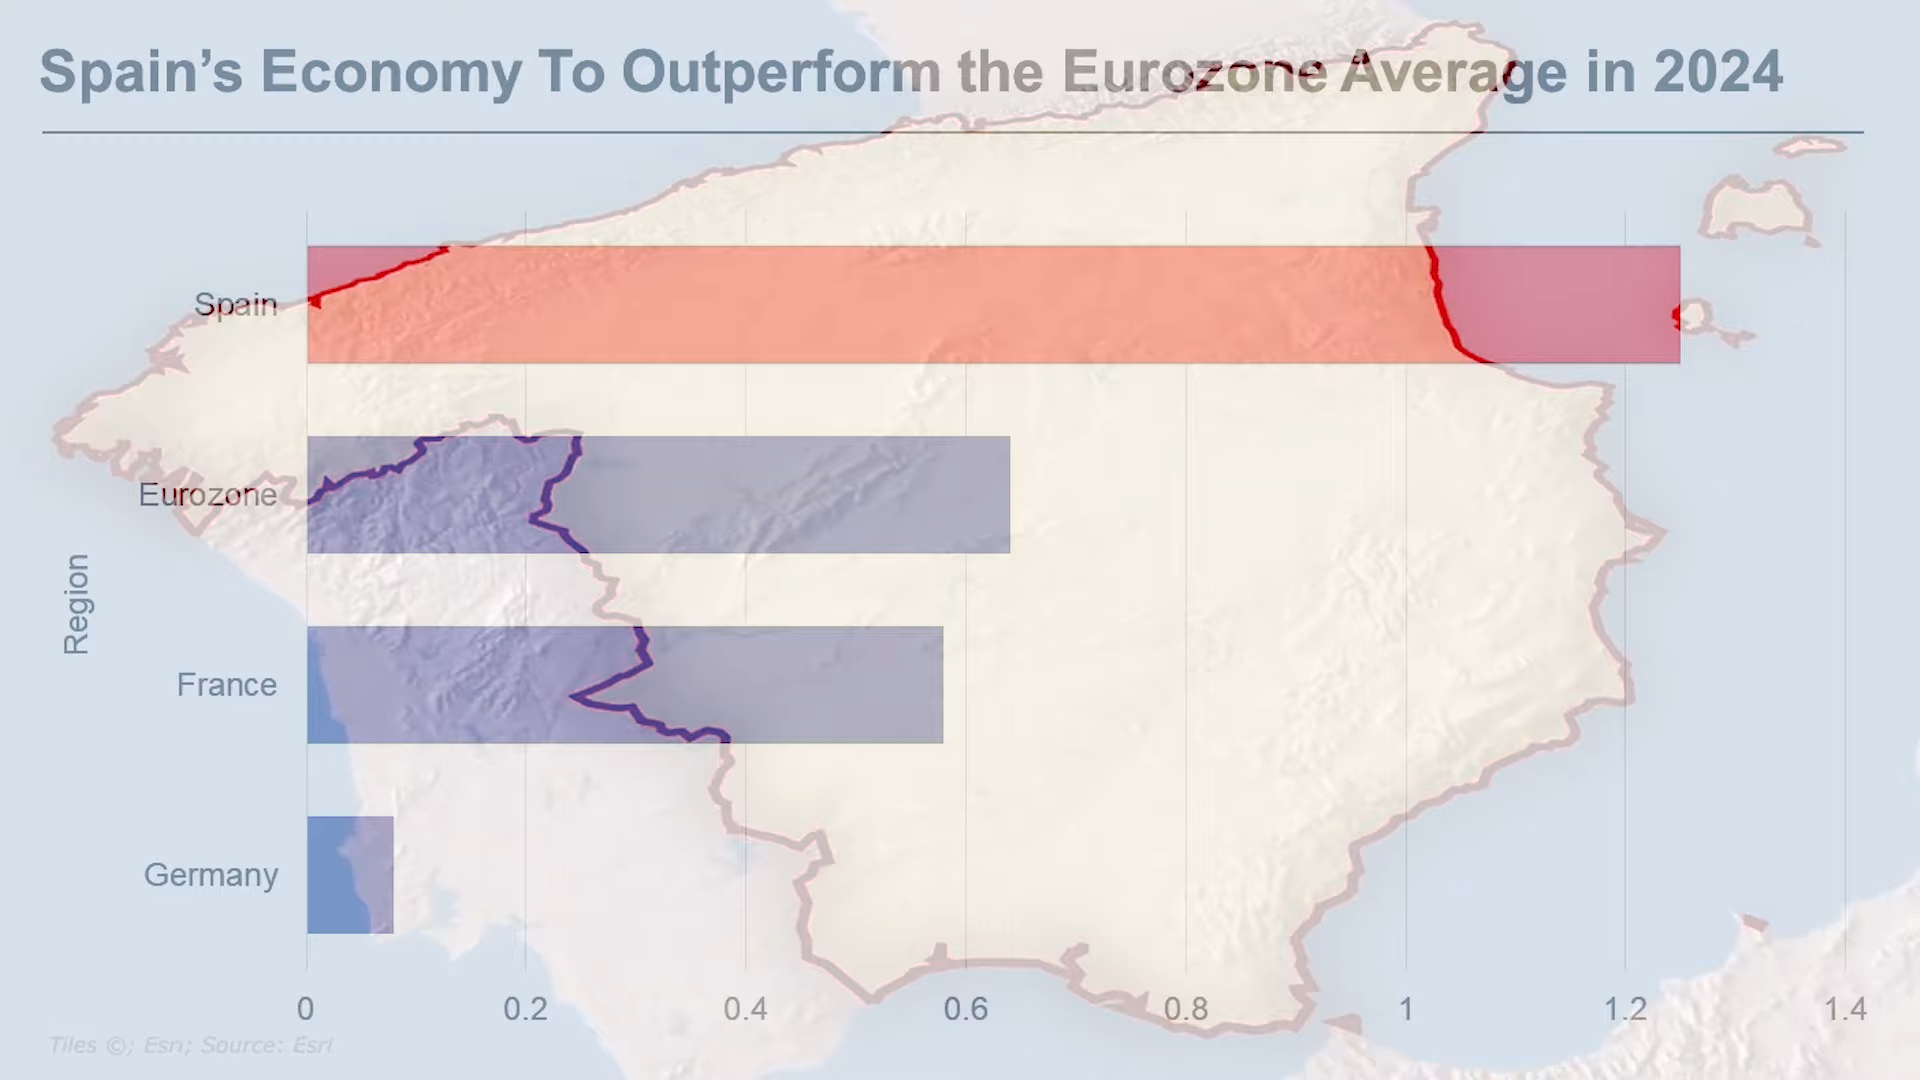 Spain’s Economy To Outperform the Eurozone Average in 2024
Spain
Eurozone
Region
France
Germany
0 0.2 0.4 0.6 0.8 1 1.2 1.4
Tiles ©; Esri; Source: Esri